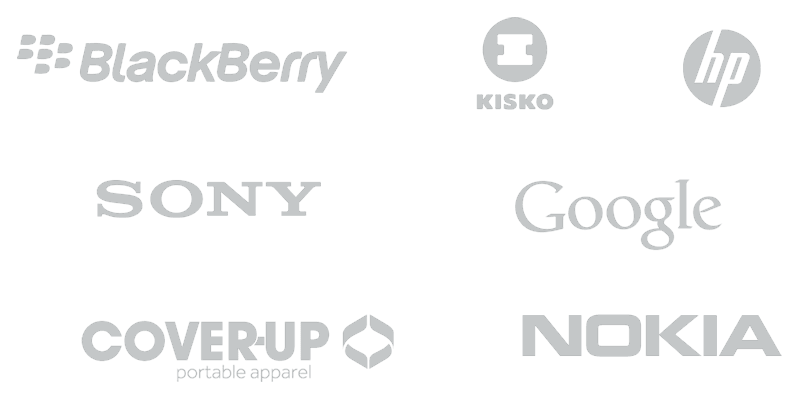 BlackBerry
KISKO
hp
SONY
Google
COVER-UP
portable apparel
NOKIA